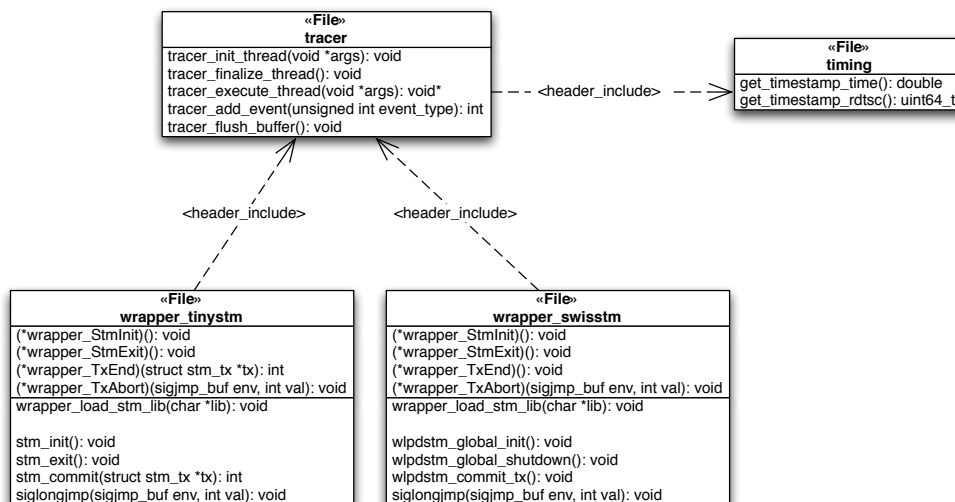 «File»
tracer
tracer_init_thread(void *args): void
tracer_finalize_thread(): void
tracer_execute_thread(void *args): void*
tracer_add_event(unsigned int event_type): int
tracer_flush_buffer(): void
<header_include>
«File»
timing
get_timestamp_time(): double
get_timestamp_rdtsc(): uint64_t
<header_include>
<header_include>
«File»
wrapper_tinystm
(*wrapper_StmInit)(): void
(*wrapper_StmExit)(): void
(*wrapper_TxEnd)(struct stm_tx *tx): int
(*wrapper_TxAbort)(sigjmp_buf env, int val): void
wrapper_load_stm_lib(char *lib): void
stm_init(): void
stm_exit(): void
stm_commit(struct stm_tx *tx): int
siglongjmp(sigjmp_buf env, int val): void
«File»
wrapper_swisstm
(*wrapper_StmInit)(): void
(*wrapper_StmExit)(): void
(*wrapper_TxEnd)(): void
(*wrapper_TxAbort)(sigjmp_buf env, int val): void
wrapper_load_stm_lib(char *lib): void
wlpdstm_global_init(): void
wlpdstm_global_shutdown(): void
wlpdstm_commit_tx(): void
siglongjmp(sigjmp_buf env, int val): void